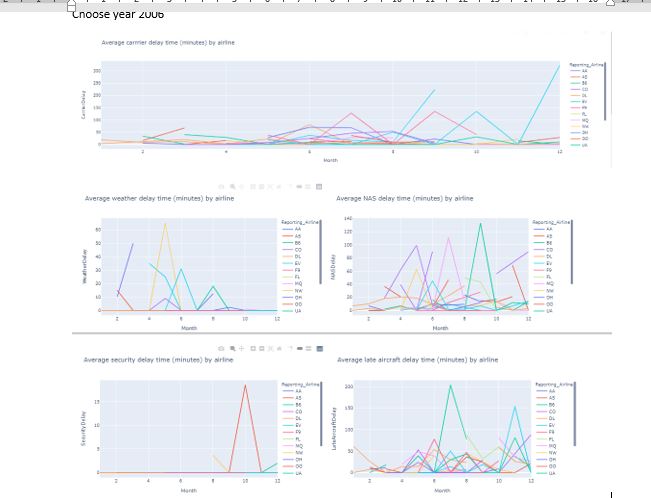 Choose year 2006
Average carrrier delay time (minutes) by airline
CarrierDelay
300
250
200
150
100
50
0
2
4
6
8
10
12
Month
Reporting_Airline
AA
AS
B6
CO
DL
EV
F9
FL
MQ
NW
OH
OO
UA
Average weather delay time (minutes) by airline
WeatherDelay
60
50
40
30
20
10
0
2
4
6
8
10
12
Month
Reporting_Airline
AA
AS
B6
CO
DL
EV
F9
FL
MQ
NW
OH
OO
UA
Average NAS delay time (minutes) by airline
NASDelay
140
120
100
80
60
40
20
0
2
4
6
8
10
12
Month
Reporting_Airline
AA
AS
B6
CO
DL
EV
F9
FL
MQ
NW
OH
OO
UA
Average security delay time (minutes) by airline
SecurityDelay
15
10
5
0
2
4
6
8
10
12
Month
Reporting_Airline
AA
AS
B6
CO
DL
EV
F9
FL
MQ
NW
OH
OO
UA
Average late aircraft delay time (minutes) by airline
LateAircraftDelay
200
150
100
50
0
2
4
6
8
10
12
Month
Reporting_Airline
AA
AS
B6
CO
DL
EV
F9
FL
MQ
NW
OH
OO
UA